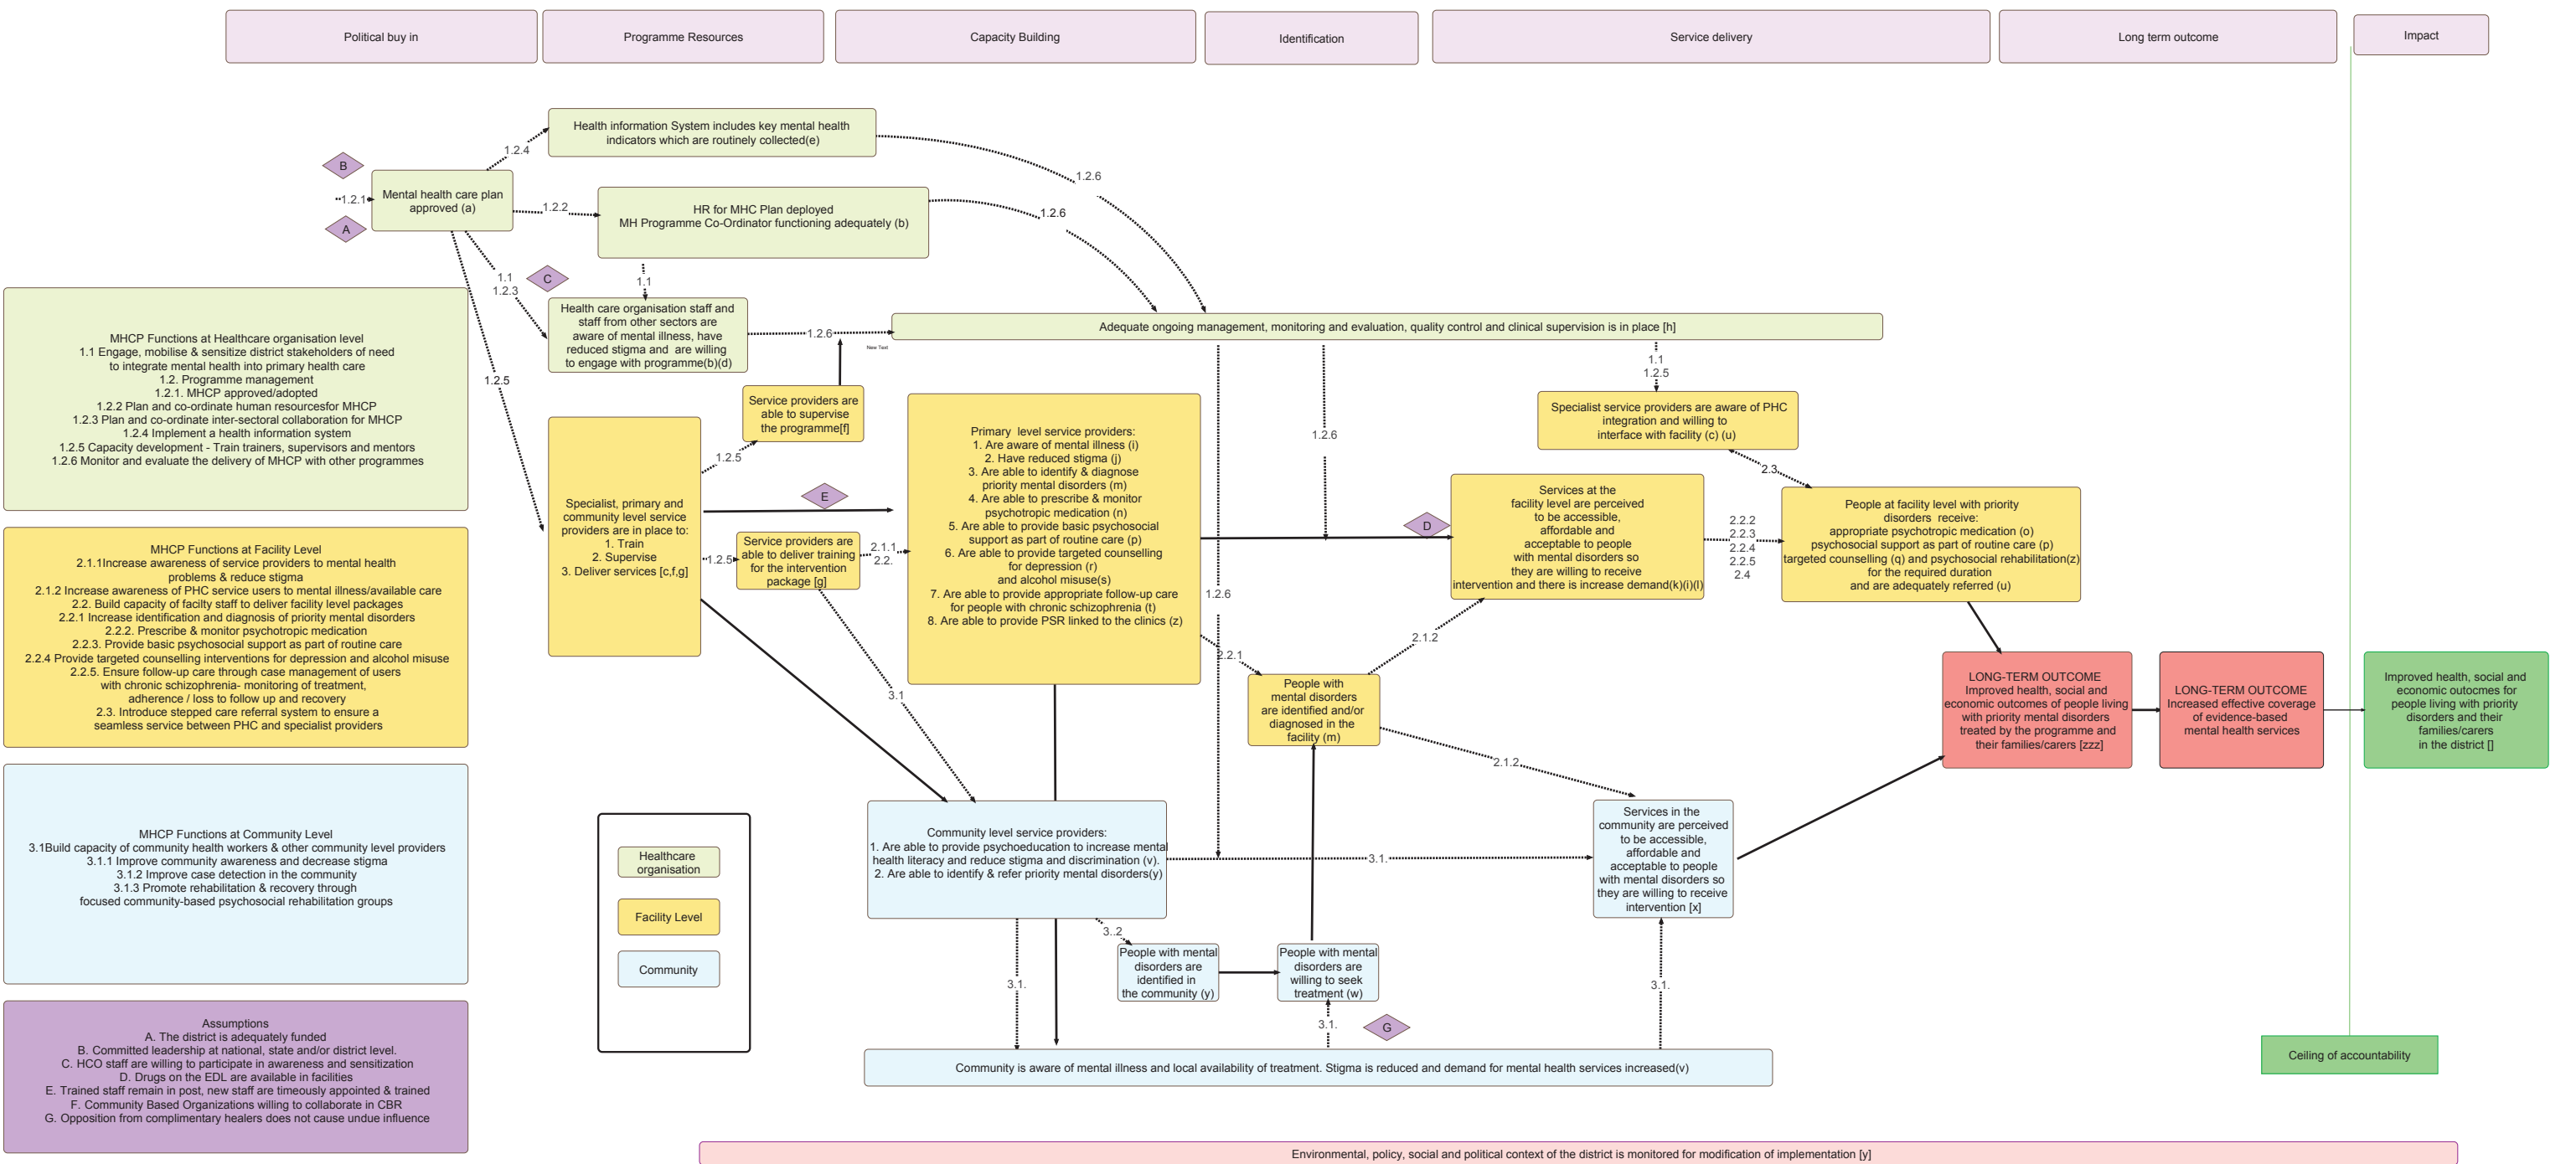 Political buy in
Programme Resources
Capacity Building
Identification
Service delivery
Long term outcome
Impact
Health information System includes key mental health
indicators which are routinely collected(e)
1.2.4
B
1.2.1
A
Mental health care plan
approved (a)
1.2.2
HR for MHC Plan deployed
MH Programme Co-Ordinator functioning adequately (b)
1.2.6
1.2.6
1.1
1.2.3
C
1.1
Health care organisation staff and
staff from other sectors are
aware of mental illness, have
reduced stigma and are willing
to engage with programme(b)(d)
1.2.6
New Text
Adequate ongoing management, monitoring and evaluation, quality control and clinical supervision is in place [h]
1.1
1.2.5
MHCP Functions at Healthcare organisation level
1.1 Engage, mobilise & sensitize district stakeholders of need
to integrate mental health into primary health care
1.2. Programme management
1.2.1. MHCP approved/adopted
1.2.2 Plan and co-ordinate human resourcesfor MHCP
1.2.3 Plan and co-ordinate inter-sectoral collaboration for MHCP
1.2.4 Implement a health information system
1.2.5 Capacity development - Train trainers, supervisors and mentors
1.2.6 Monitor and evaluate the delivery of MHCP with other programmes
1.2.5
Service providers are
able to supervise
the programme[f]
1.2.5
Specialist, primary and
community level service
providers are in place to:
1. Train
2. Supervise
3. Deliver services [c,f,g]
E
1.2.5
Service providers are
able to deliver training
for the intervention
package [g]
2.1.1
2.2.
Primary level service providers:
1. Are aware of mental illness (i)
2. Have reduced stigma (j)
3. Are able to identify & diagnose
priority mental disorders (m)
4. Are able to prescribe & monitor
psychotropic medication (n)
5. Are able to provide basic psychosocial
support as part of routine care (p)
6. Are able to provide targeted counselling
for depression (r)
and alcohol misuse(s)
7. Are able to provide appropriate follow-up care
for people with chronic schizophrenia (t)
8. Are able to provide PSR linked to the clinics (z)
1.2.6
1.2.6
Specialist service providers are aware of PHC
integration and willing to
interface with facility (c) (u)
2.3
D
Services at the
facility level are perceived
to be accessible,
affordable and
acceptable to people
with mental disorders so
they are willing to receive
intervention and there is increase demand(k)(i)(l)
2.2.2
2.2.3
2.2.4
2.2.5
2.4
People at facility level with priority
disorders receive:
appropriate psychotropic medication (o)
psychosocial support as part of routine care (p)
targeted counselling (q) and psychosocial rehabilitation(z)
for the required duration
and are adequately referred (u)
MHCP Functions at Facility Level
2.1.1Increase awareness of service providers to mental health
problems & reduce stigma
2.1.2 Increase awareness of PHC service users to mental illness/available care
2.2. Build capacity of facilty staff to deliver facility level packages
2.2.1 Increase identification and diagnosis of priority mental disorders
2.2.2. Prescribe & monitor psychotropic medication
2.2.3. Provide basic psychosocial support as part of routine care
2.2.4 Provide targeted counselling interventions for depression and alcohol misuse
2.2.5. Ensure follow-up care through case management of users
with chronic schizophrenia- monitoring of treatment,
adherence / loss to follow up and recovery
2.3. Introduce stepped care referral system to ensure a
seamless service between PHC and specialist providers
2.2.1
2.1.2
3.1
People with
mental disorders
are identified and/or
diagnosed in the
facility (m)
2.1.2
LONG-TERM OUTCOME
Improved health, social and
economic outcomes of people living
with priority mental disorders
treated by the programme and
their families/carers [zzz]
LONG-TERM OUTCOME
Increased effective coverage
of evidence-based
mental health services
Improved health, social and
economic outocmes for
people living with priority
disorders and their
families/carers
in the district []
MHCP Functions at Community Level
3.1Build capacity of community health workers & other community level providers
3.1.1 Improve community awareness and decrease stigma
3.1.2 Improve case detection in the community
3.1.3 Promote rehabilitation & recovery through
focused community-based psychosocial rehabilitation groups
Healthcare
organisation
Facility Level
Community
Community level service providers:
1. Are able to provide psychoeducation to increase mental
health literacy and reduce stigma and discrimination (v).
2. Are able to identify & refer priority mental disorders(y)
3.1.
Services in the
community are perceived
to be accessible,
affordable and
acceptable to people
with mental disorders so
they are willing to receive
intervention [x]
3..2
People with mental
disorders are
identified in
the community (y)
People with mental
disorders are
willing to seek
treatment (w)
3.1.
3.1.
3.1.
G
Assumptions
A. The district is adequately funded
B. Committed leadership at national, state and/or district level.
C. HCO staff are willing to participate in awareness and sensitization
D. Drugs on the EDL are available in facilities
E. Trained staff remain in post, new staff are timeously appointed & trained
F. Community Based Organizations willing to collaborate in CBR
G. Opposition from complimentary healers does not cause undue influence
Community is aware of mental illness and local availability of treatment. Stigma is reduced and demand for mental health services increased(v)
Ceiling of accountability
Environmental, policy, social and political context of the district is monitored for modification of implementation [y]